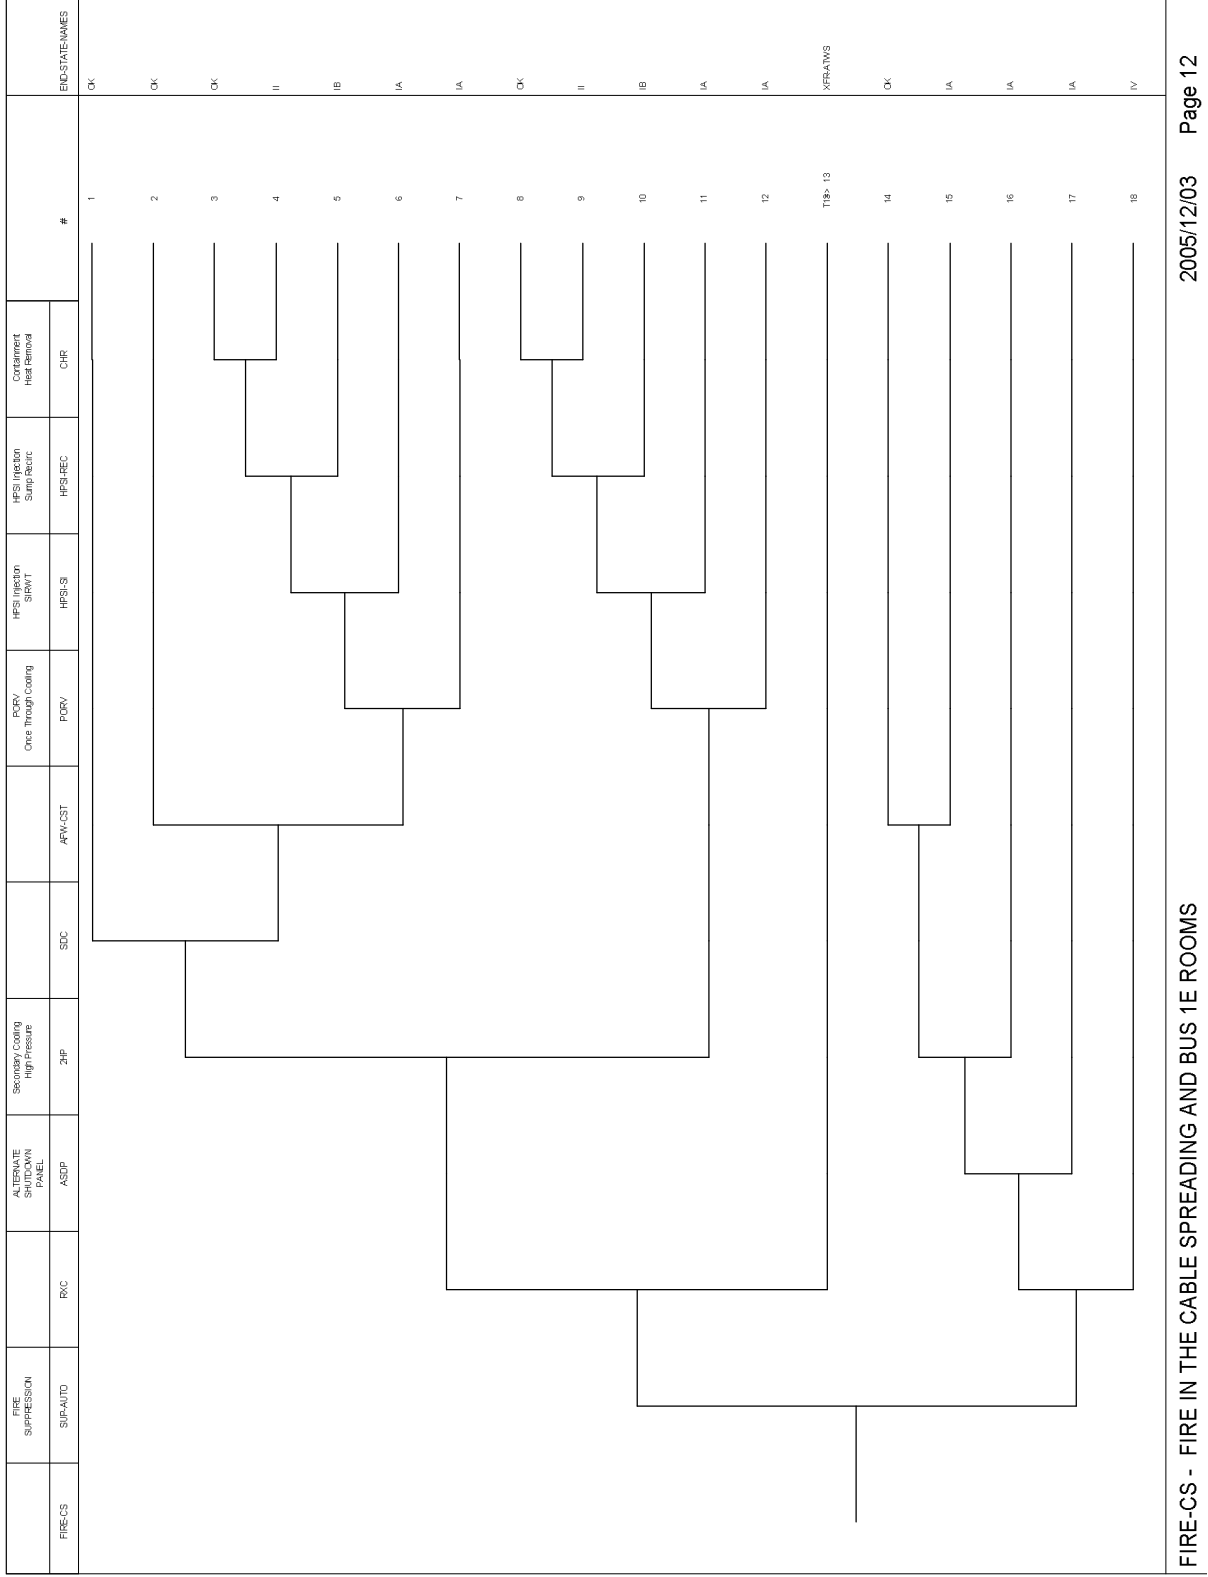 FIRE
SUPPRESSION
ALTERNATE
SHUTDOWN
PANEL
Secondary Cooling
High Pressure
PORV
Once Through Cooling
HPSI Injection
SIRWT
HPSI Injection
Sump Recirc
Containment
Heat Removal
FIRE-CS
SUP-AUTO
RXC
ASDP
2HP
SDC
AFW-CST
PORV
HPSI-SI
HPSI-REC
CHR
#
END-STATE-NAMES
1 OK
2 OK
3 OK
4 II
5 IB
6 IA
7 IA
8 OK
9 II
10 IB
11 IA
12 IA
13 XFR-ATWS
14 OK
15 IA
16 IA
17 IA
18 IV
FIRE-CS - FIRE IN THE CABLE SPREADING AND BUS 1E ROOMS 2005/12/03 Page 12